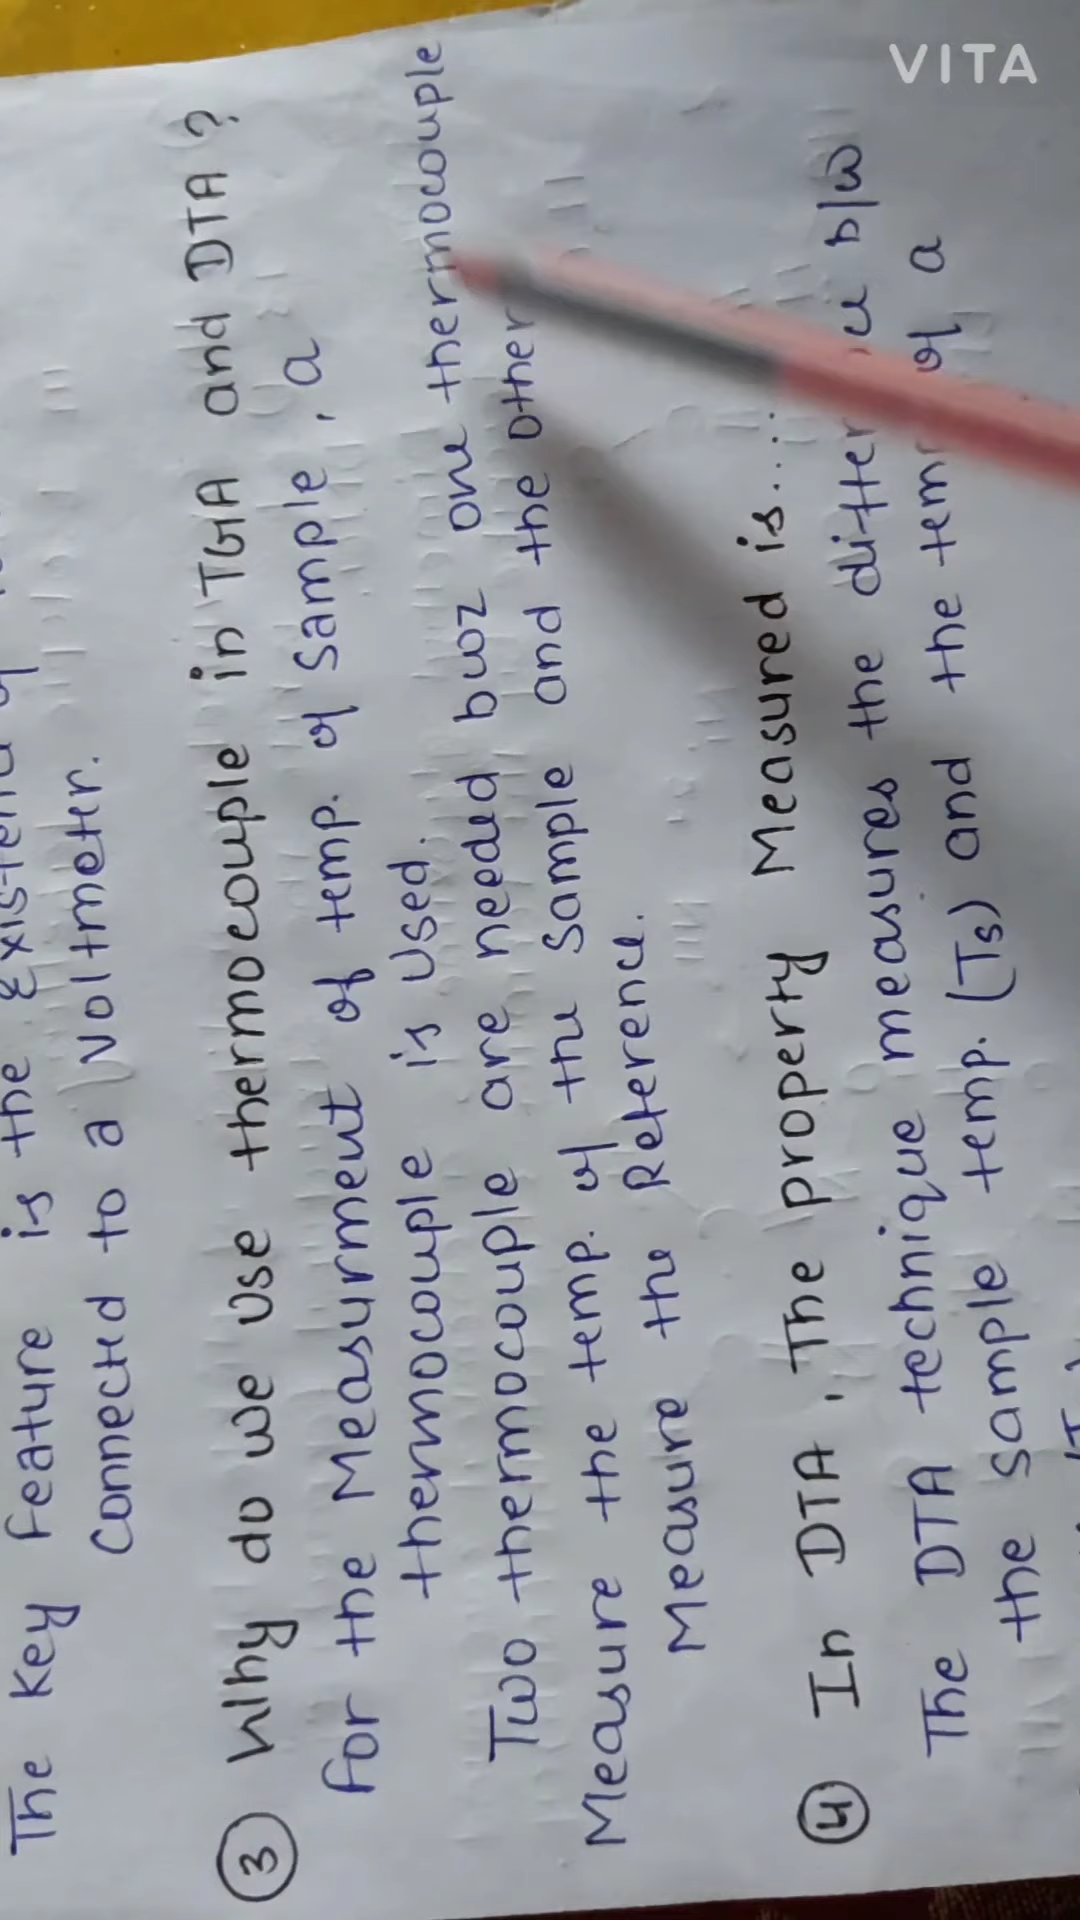 VITA
The key feature is the
connected to a voltmeter.
3 Why do we use thermocouple in TGA and DTA ?
For the Measurment of temp. of Sample, a
thermocouple is used.
Two thermocouple are needed bcoz one thermocouple
Measure the temp. of the sample and the other
Measure the Reference.
4 In DTA, The property Measured is....
The DTA technique measures the b/w
the sample temp. (Ts) and the of a